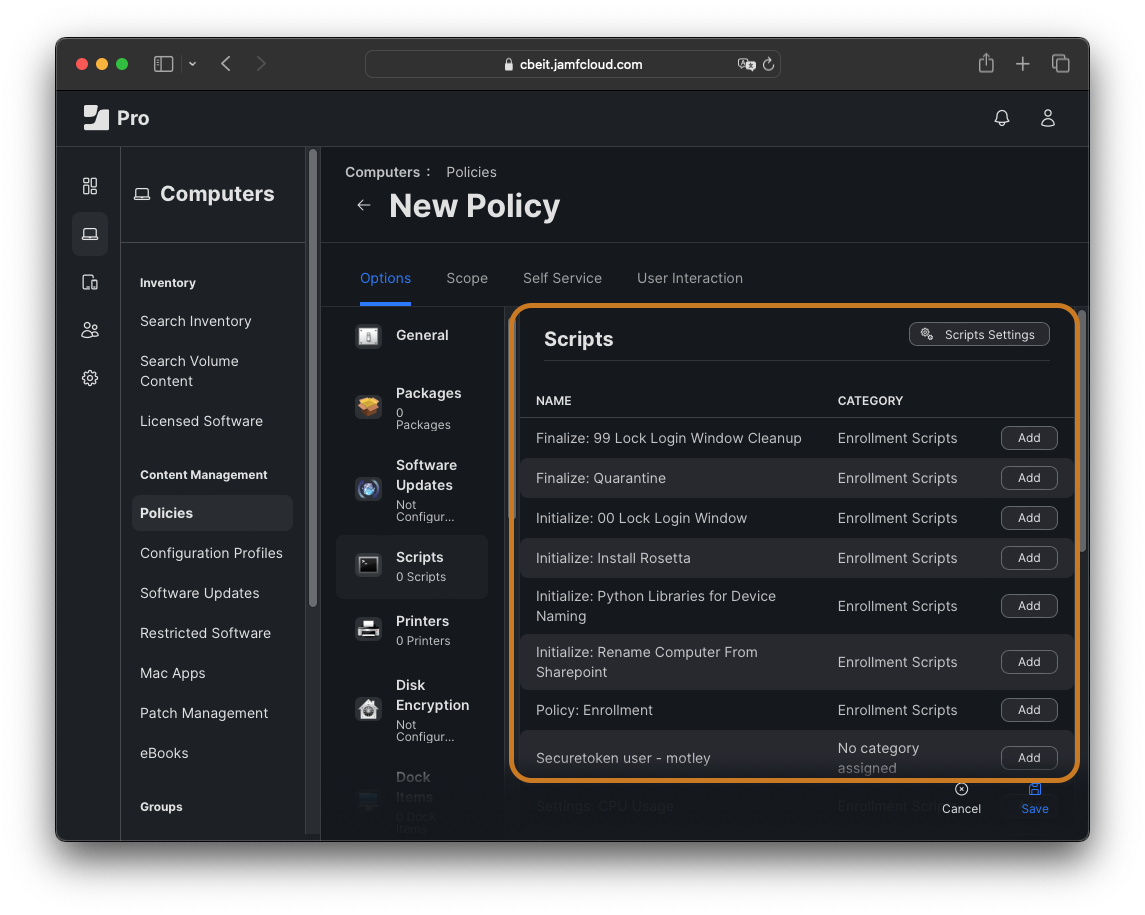 cbeit.jamfcloud.com
Pro
Computers
Inventory
Search Inventory
Search Volume
Content
Licensed Software
Content Management
Policies
Configuration Profiles
Software Updates
Restricted Software
Mac Apps
Patch Management
eBooks
Groups
Computers : Policies
New Policy
Options Scope Self Service User Interaction
General
Packages
0
Packages
Software
Updates
Not
Configur...
Scripts
0 Scripts
Printers
0 Printers
Disk
Encryption
Not
Configur...
Dock
Items
0 Dock
Items
Scripts
Scripts Settings
NAME CATEGORY
Finalize: 99 Lock Login Window Cleanup Enrollment Scripts Add
Finalize: Quarantine Enrollment Scripts Add
Initialize: 00 Lock Login Window Enrollment Scripts Add
Initialize: Install Rosetta Enrollment Scripts Add
Initialize: Python Libraries for Device
Naming Enrollment Scripts Add
Initialize: Rename Computer From
Sharepoint Enrollment Scripts Add
Policy: Enrollment Enrollment Scripts Add
Securetoken user - motley No category
assigned Add
Settings: CPU Usage Enrollment
Cancel Save